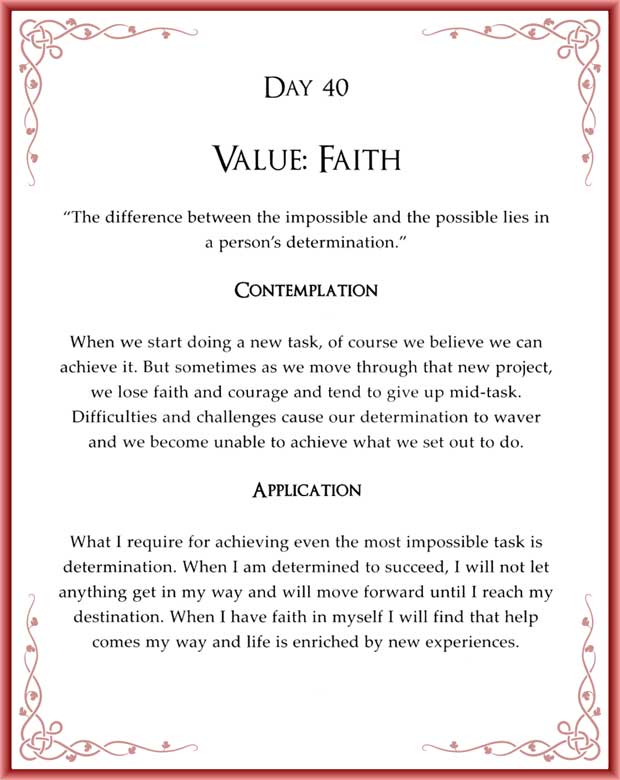 Day 40
Value: Faith
“The difference between the impossible and the possible lies in
a person’s determination.”
Contemplation
When we start doing a new task, of course we believe we can
achieve it. But sometimes as we move through that new project,
we lose faith and courage and tend to give up mid-task.
Difficulties and challenges cause our determination to waver
and we become unable to achieve what we set out to do.
Application
What I require for achieving even the most impossible task is
determination. When I am determined to succeed, I will not let
anything get in my way and will move forward until I reach my
destination. When I have faith in myself I will find that help
comes my way and life is enriched by new experiences.